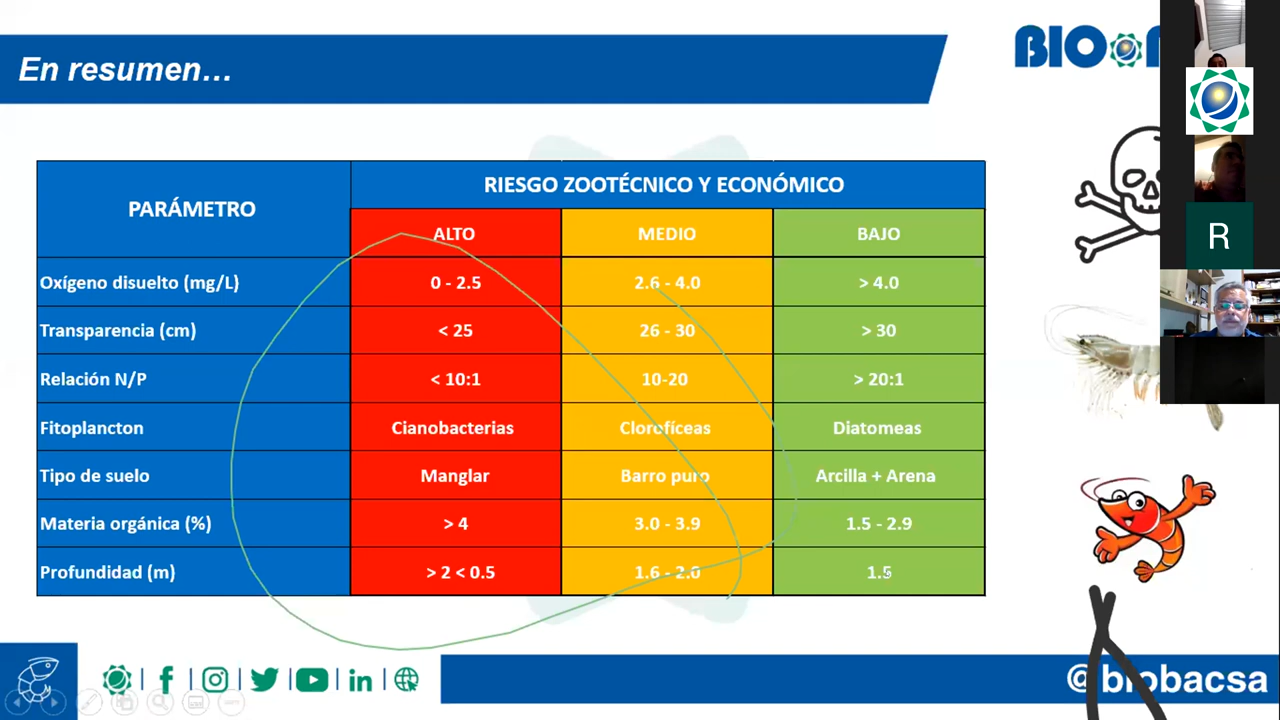 En resumen...
BIO
PARÁMETRO
RIESGO ZOOTÉCNICO Y ECONÓMICO
ALTO MEDIO BAJO
Oxígeno disuelto (mg/L) 0 - 2.5 2.6 - 4.0 > 4.0
Transparencia (cm) < 25 26 - 30 > 30
Relación N/P < 10:1 10-20 > 20:1
Fitoplancton Cianobacterias Clorofíceas Diatomeas
Tipo de suelo Manglar Barro puro Arcilla + Arena
Materia orgánica (%) > 4 3.0 - 3.9 1.5 - 2.9
Profundidad (m) > 2 < 0.5 1.6 - 2.0 1.5
R
@biobacsa